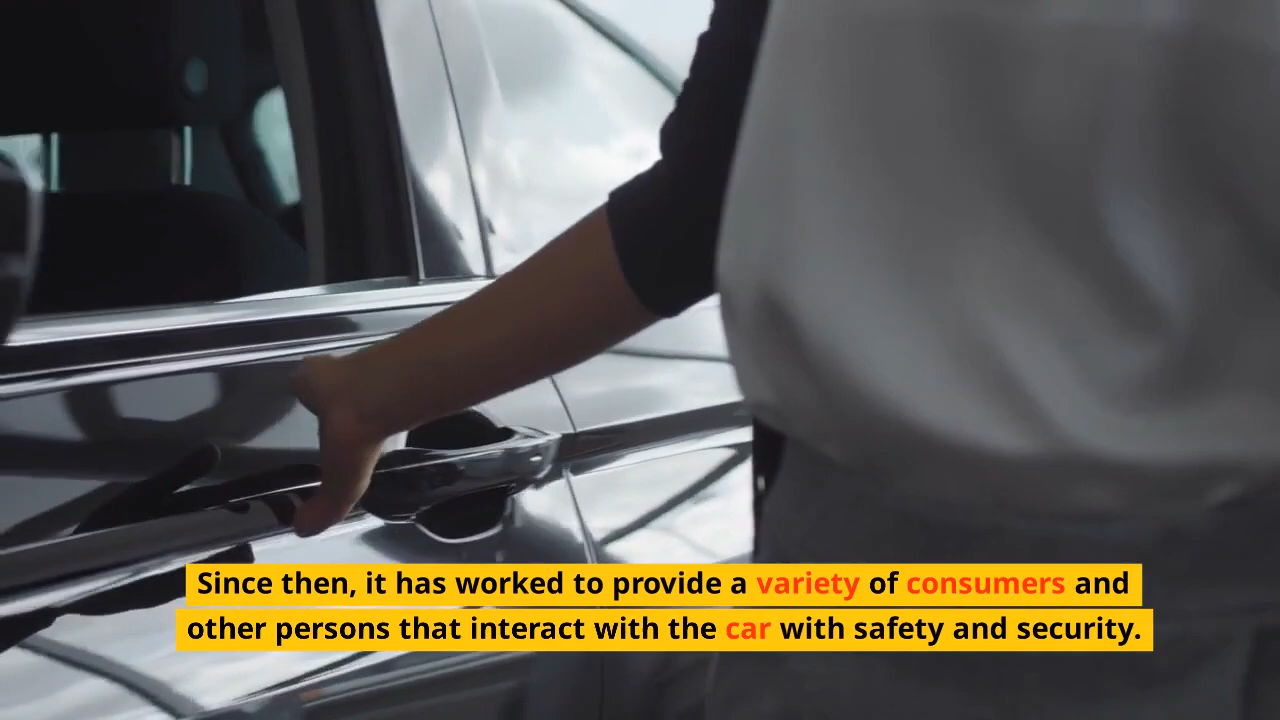 Since then, it has worked to provide a variety of consumers and
other persons that interact with the car with safety and security.